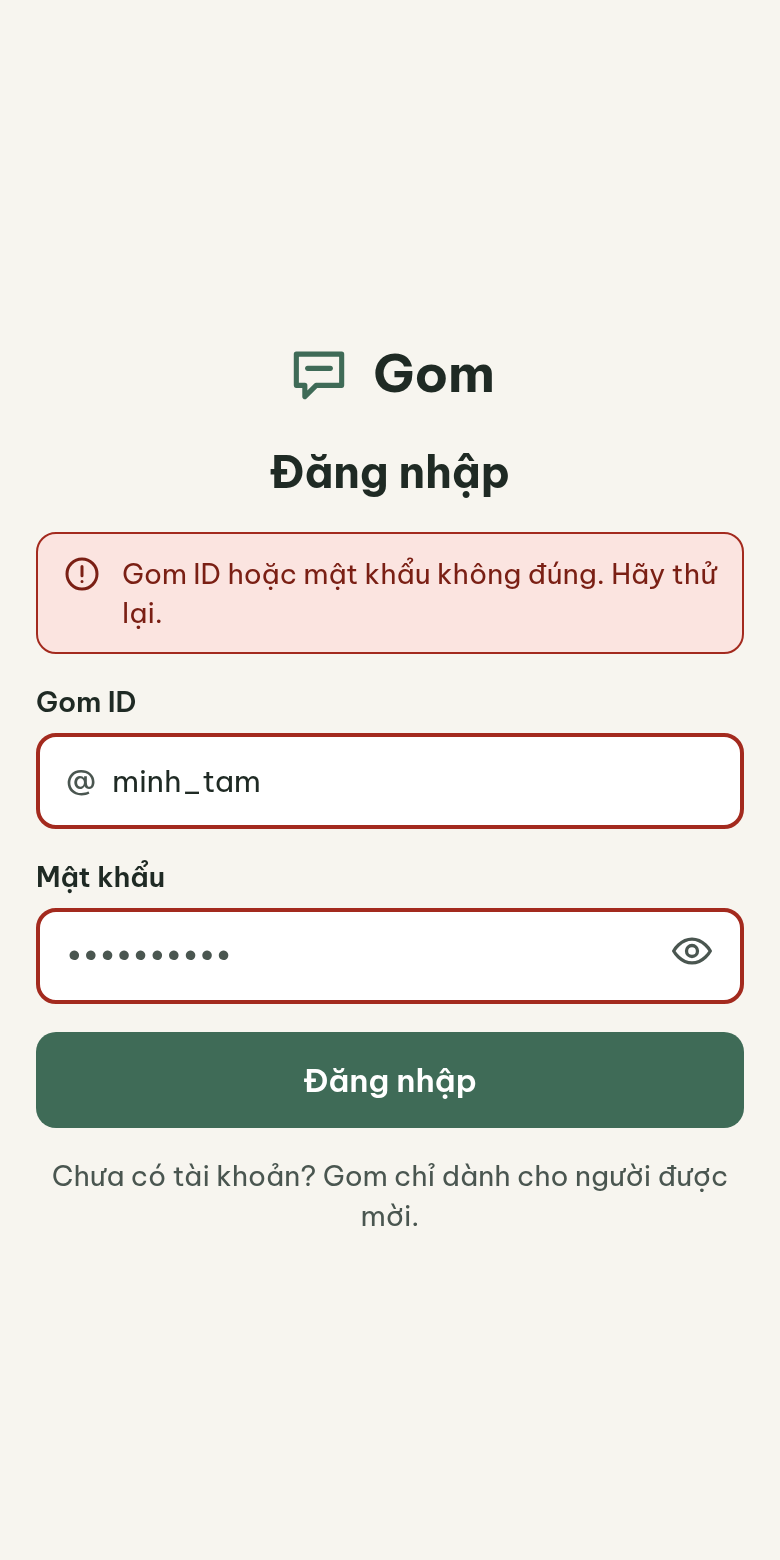 Gom
Đăng nhập
Gom ID hoặc mật khẩu không đúng. Hãy thử
lại.
Gom ID
@ minh_tam
Mật khẩu
••••••••••
Đăng nhập
Chưa có tài khoản? Gom chỉ dành cho người được
mời.